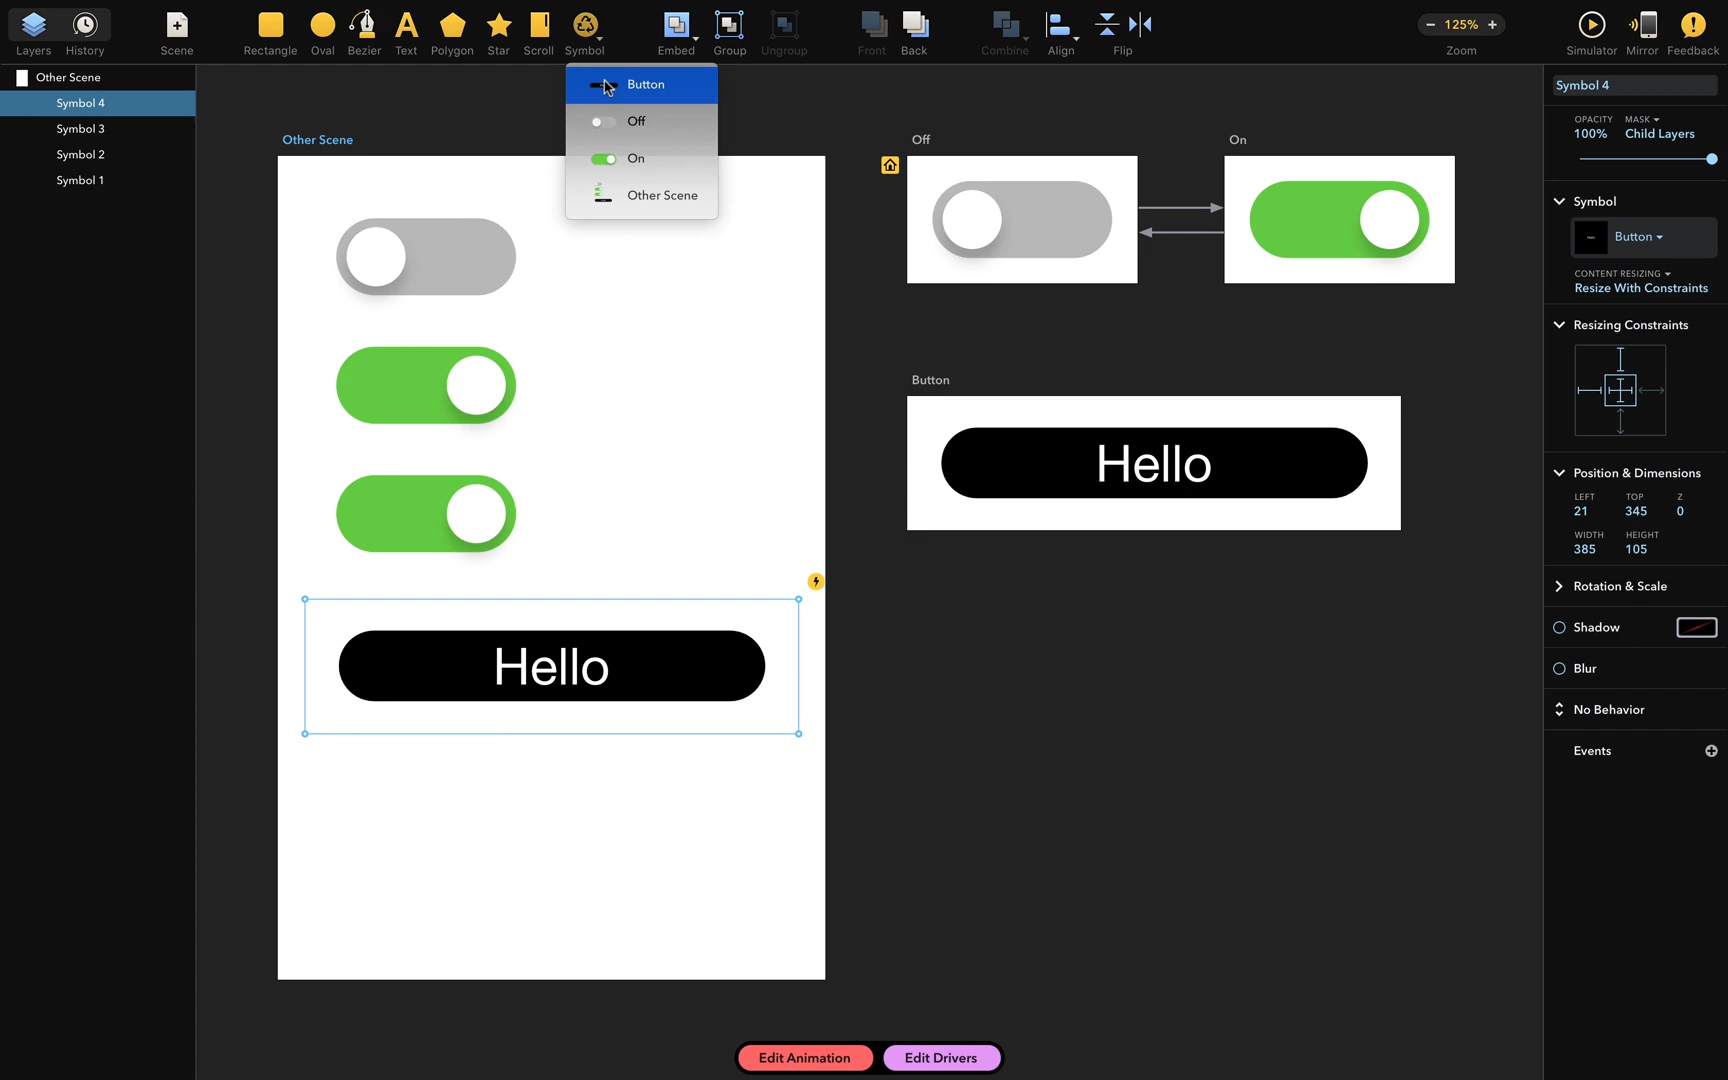 Layers
History
Scene
Rectangle
Oval
Bezier
Text
Polygon
Star
Scroll
Symbol
Embed
Group
Ungroup
Front
Back
Combine
Align
Flip
− 125% +
Zoom
Simulator
Mirror
Feedback
Other Scene
Symbol 4
Symbol 3
Symbol 2
Symbol 1
Button
Off
On
Other Scene
Other Scene
Hello
Off
On
Button
Hello
Edit Animation
Edit Drivers
Symbol 4
OPACITY
MASK
100%
Child Layers
Symbol
Button
CONTENT RESIZING
Resize With Constraints
Resizing Constraints
Position & Dimensions
LEFT TOP Z
21 345 0
WIDTH HEIGHT
385 105
Rotation & Scale
Shadow
Blur
No Behavior
Events